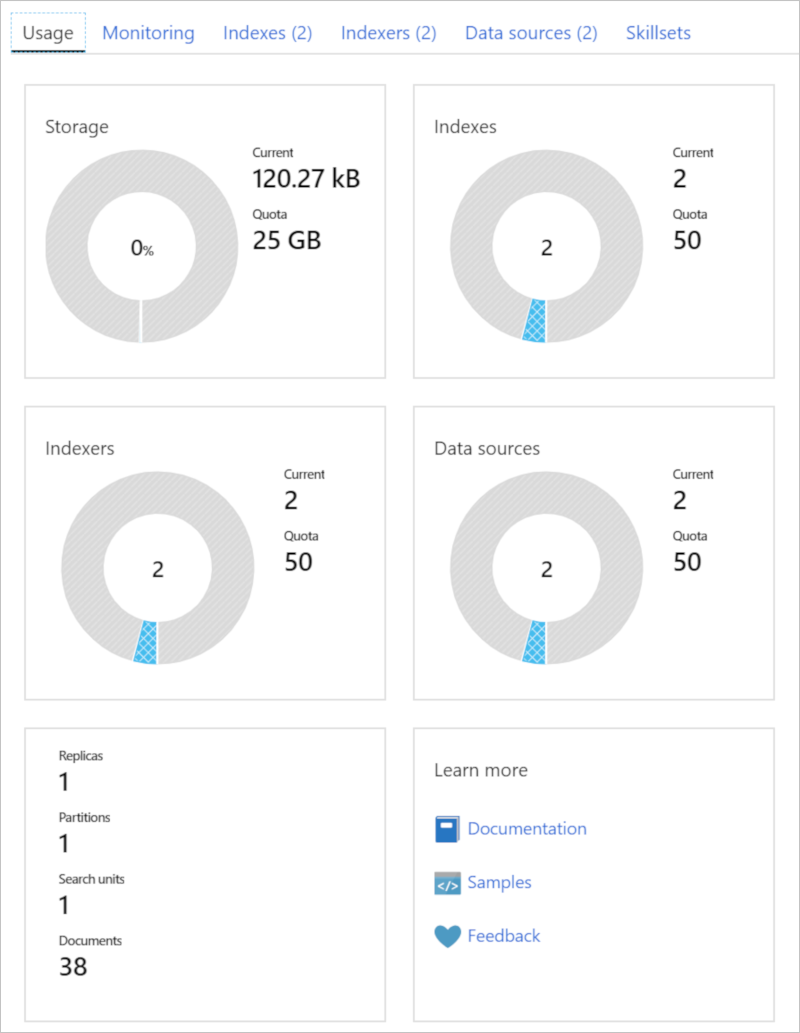 Usage Monitoring Indexes (2) Indexers (2) Data sources (2) Skillsets
Storage
Current
120.27 kB
Quota
25 GB
0%
Indexes
Current
2
Quota
50
2
Indexers
Current
2
Quota
50
2
Data sources
Current
2
Quota
50
2
Replicas
1
Partitions
1
Search units
1
Documents
38
Learn more
Documentation
</> Samples
Feedback